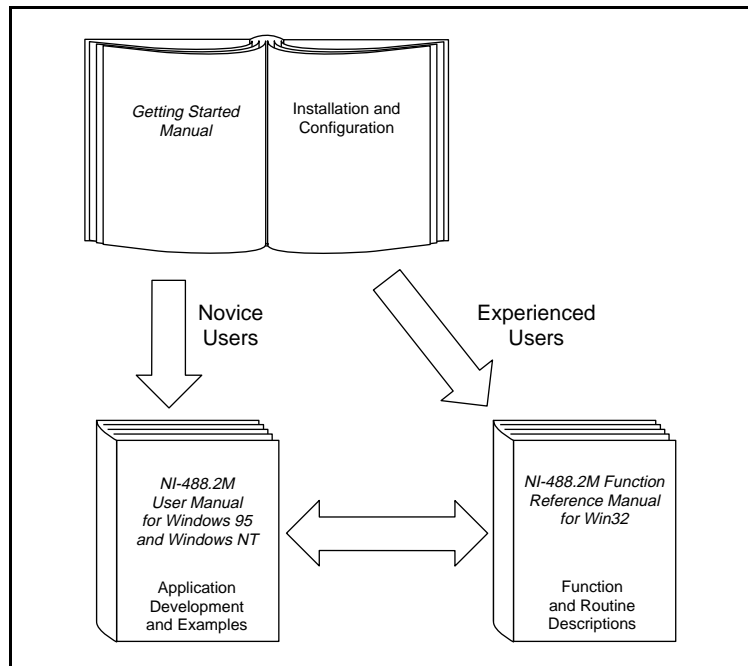 Getting Started
Manual
Installation and
Configuration
Novice
Users
Experienced
Users
NI-488.2M
User Manual
for Windows 95
and Windows NT
Application
Development
and Examples
NI-488.2M Function
Reference Manual
for Win32
Function
and Routine
Descriptions